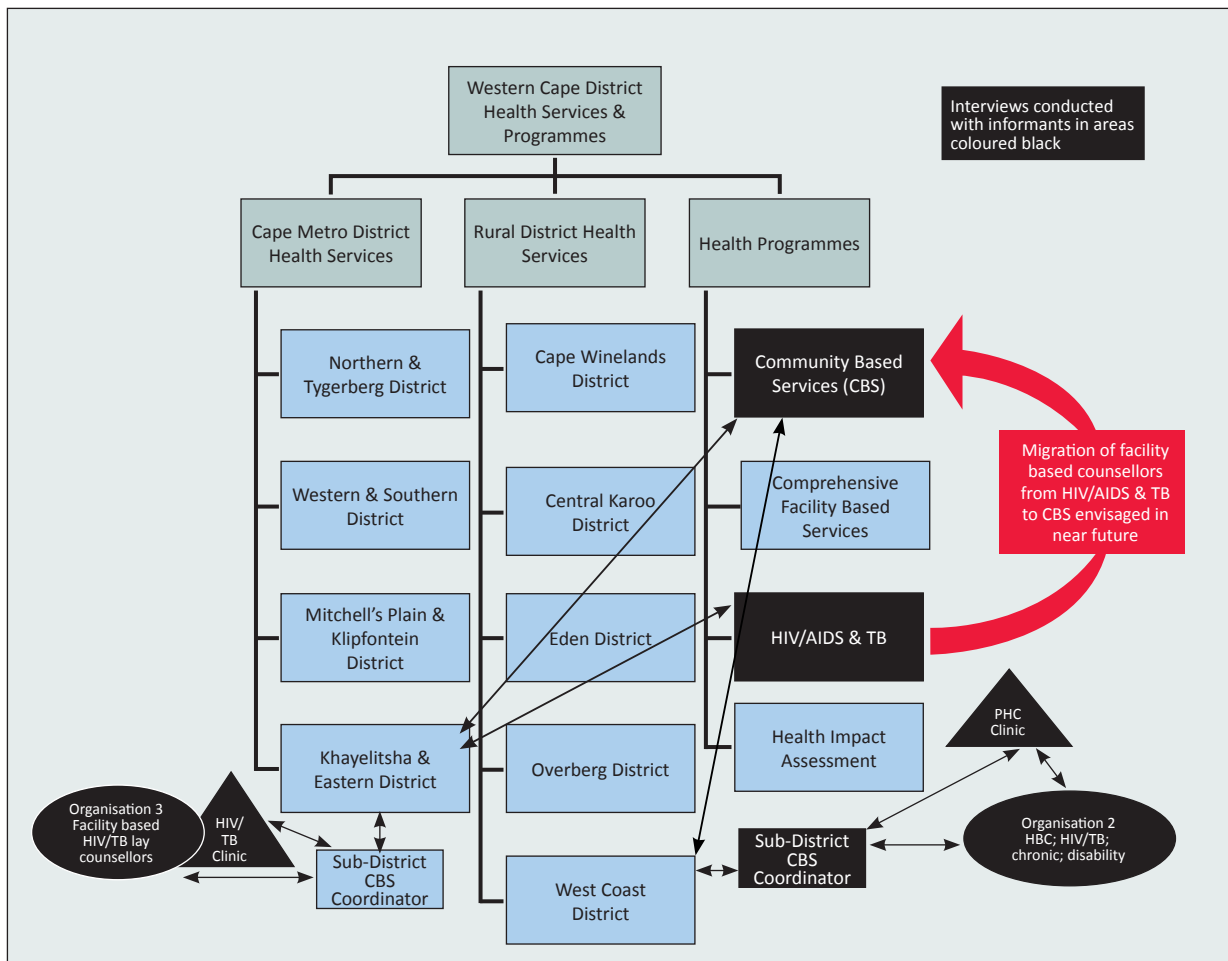 Western Cape District
Health Services &
Programmes
Interviews conducted
with informants in areas
coloured black
Cape Metro District
Health Services
Rural District Health
Services
Health Programmes
Northern &
Tygerberg District
Cape Winelands
District
Community Based
Services (CBS)
Western & Southern
District
Central Karoo
District
Comprehensive
Facility Based
Services
Migration of facility
based counsellors
from HIV/AIDS & TB
to CBS envisaged in
near future
Mitchell's Plain &
Klipfontein
District
Eden District
HIV/AIDS & TB
Khayelitsha &
Eastern District
Overberg District
Health Impact
Assessment
PHC
Clinic
Organisation 3
Facility based
HIV/TB lay
counsellors
HIV/
TB
Clinic
Sub-District
CBS
Coordinator
West Coast
District
Sub-District
CBS
Coordinator
Organisation 2
HBC; HIV/TB;
chronic; disability